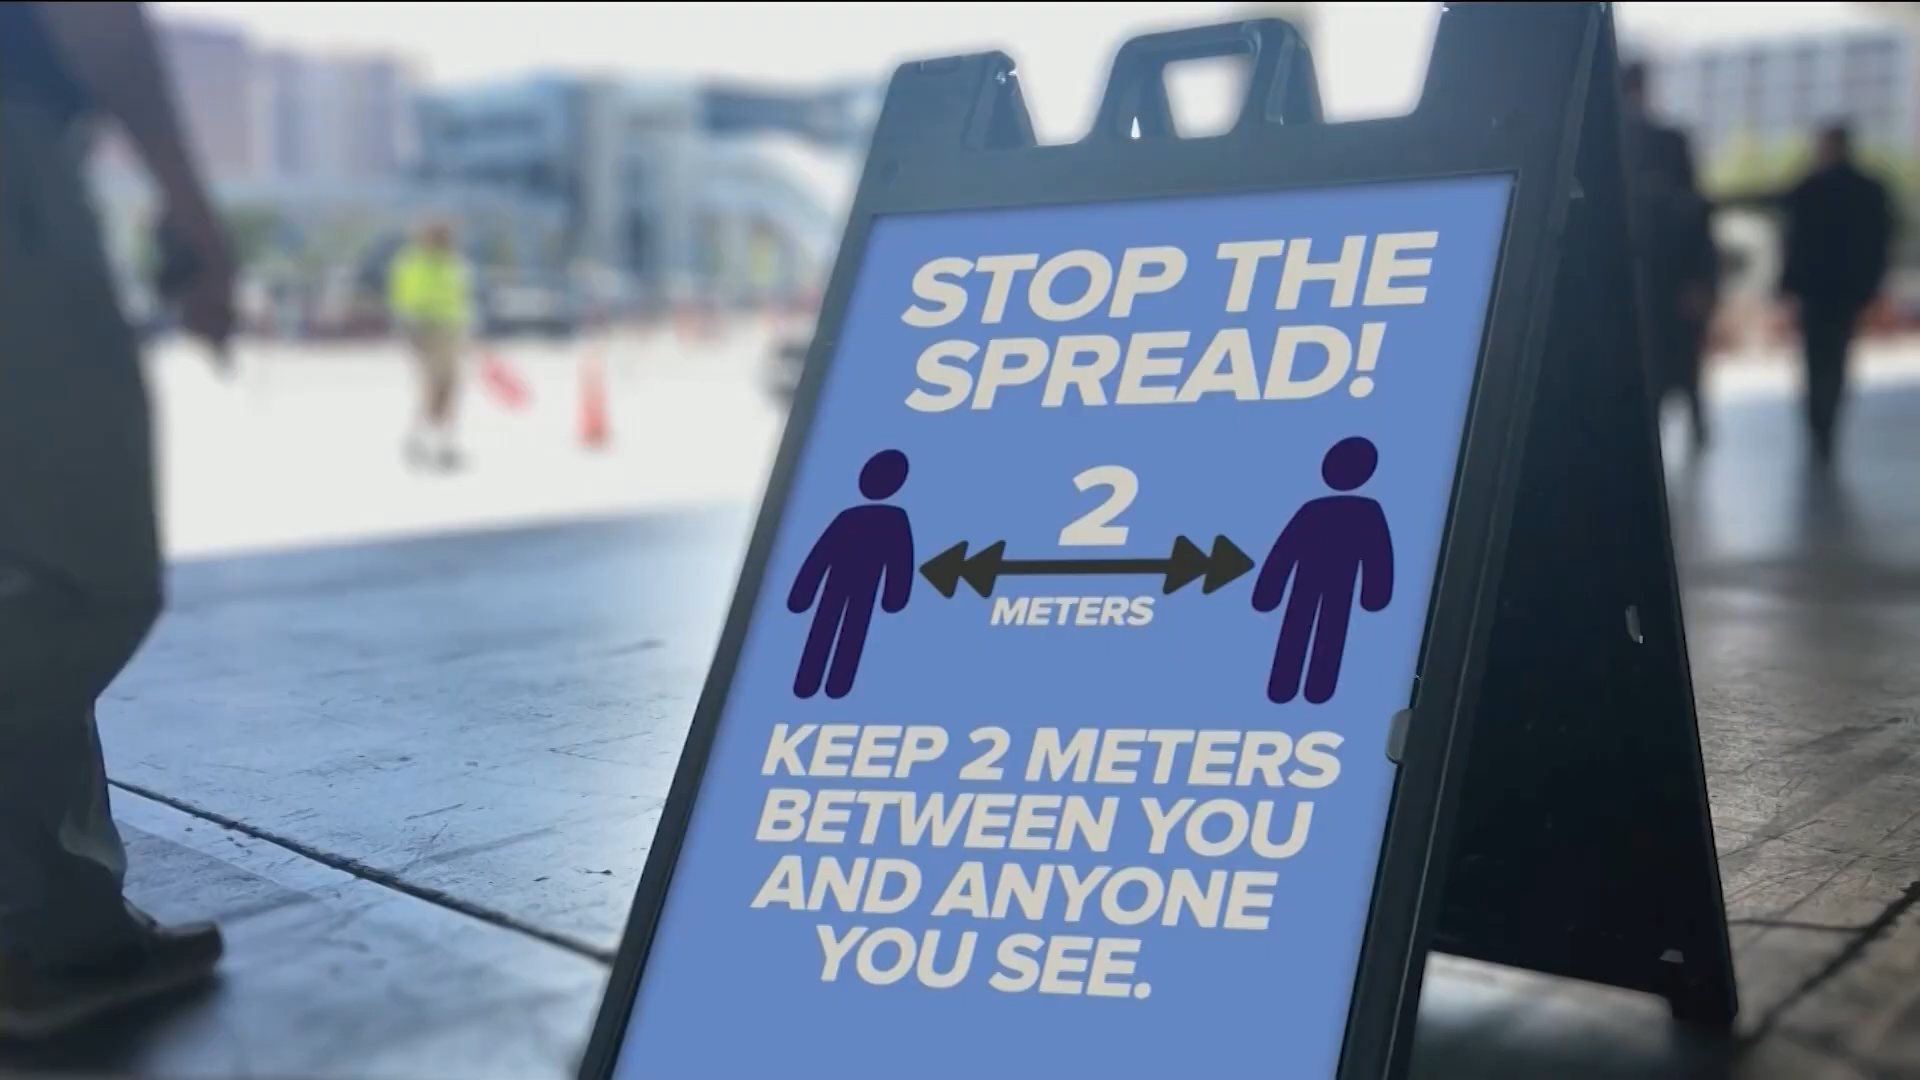 STOP THE
SPREAD!
2
METERS
KEEP 2 METERS
BETWEEN YOU
AND ANYONE
YOU SEE.